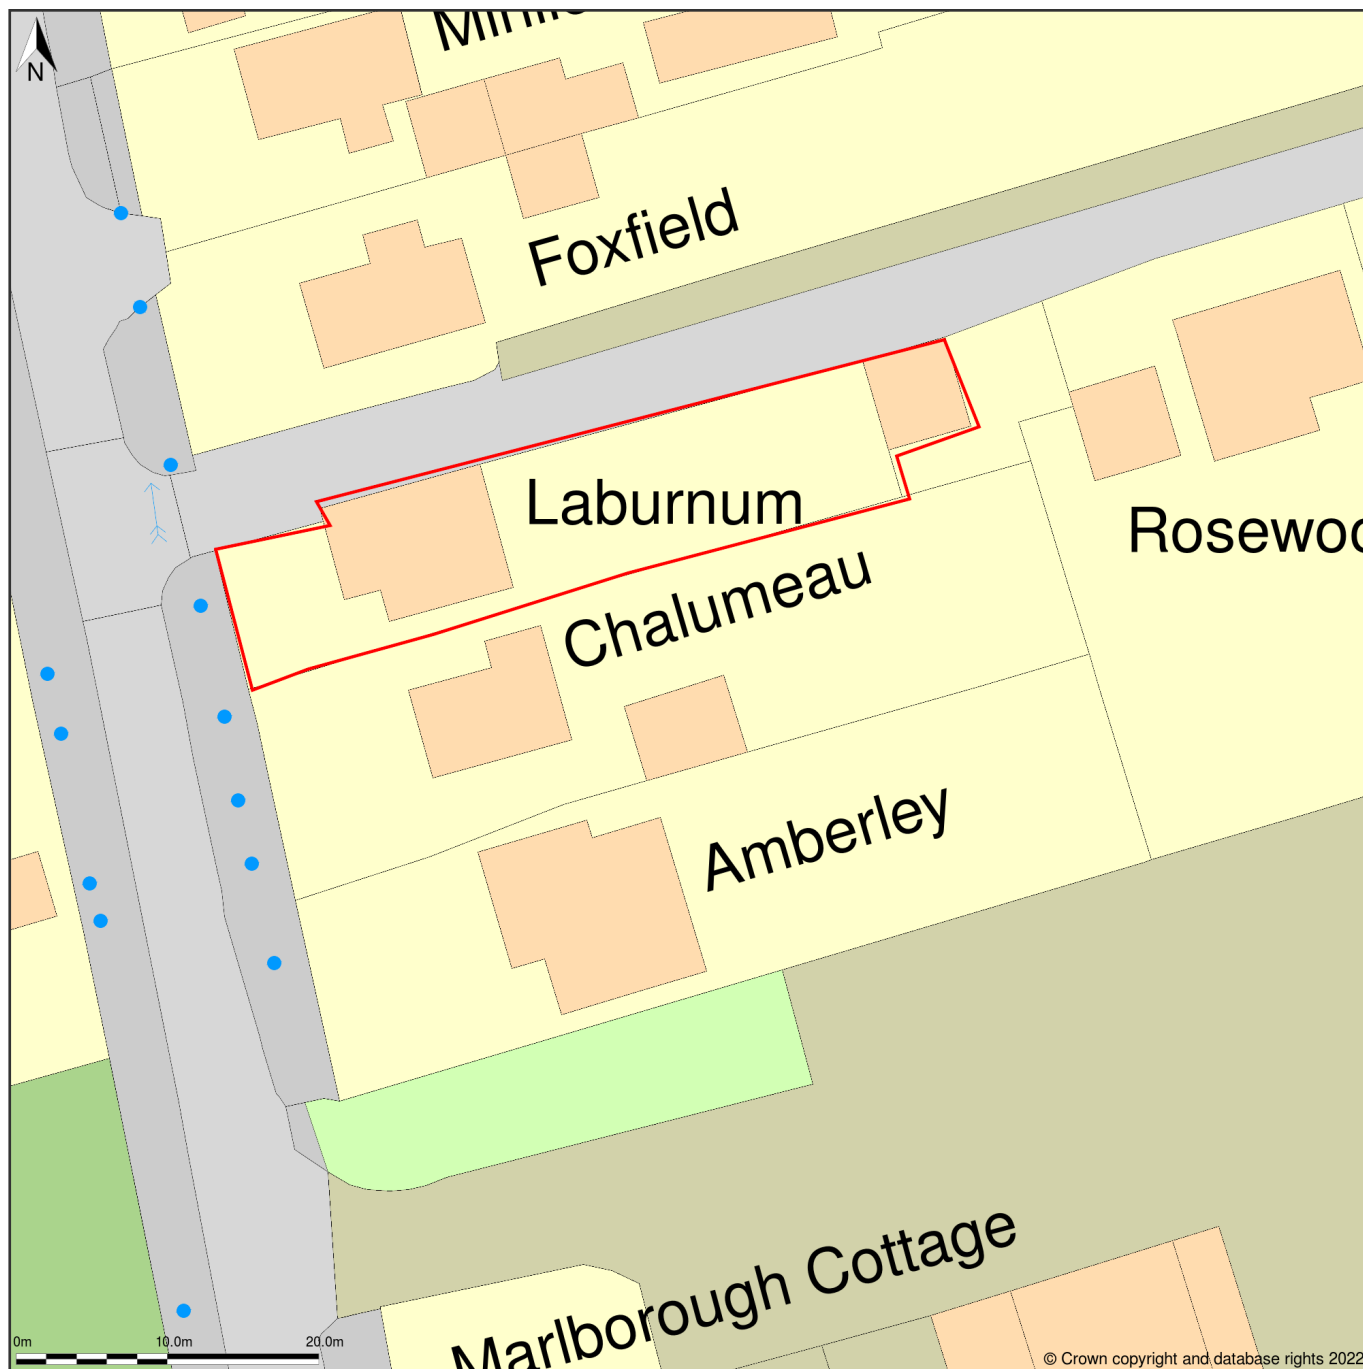 N
Foxfield
Laburnum
Chalumeau
Amberley
Marlborough Cottage
0m
10.0m
20.0m
© Crown copyright and database rights 2022